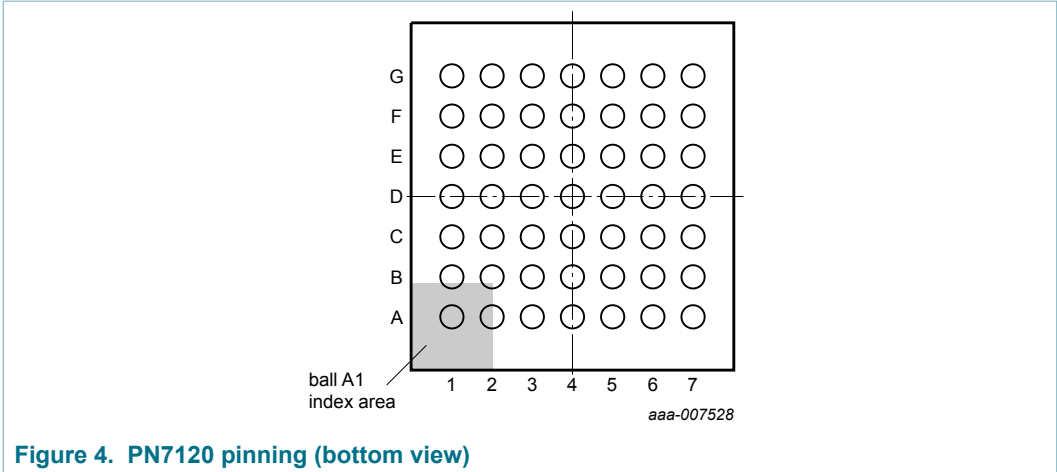 G
F
E
D
C
B
A
ball A1
index area
1 2 3 4 5 6 7
aaa-007528
Figure 4. PN7120 pinning (bottom view)